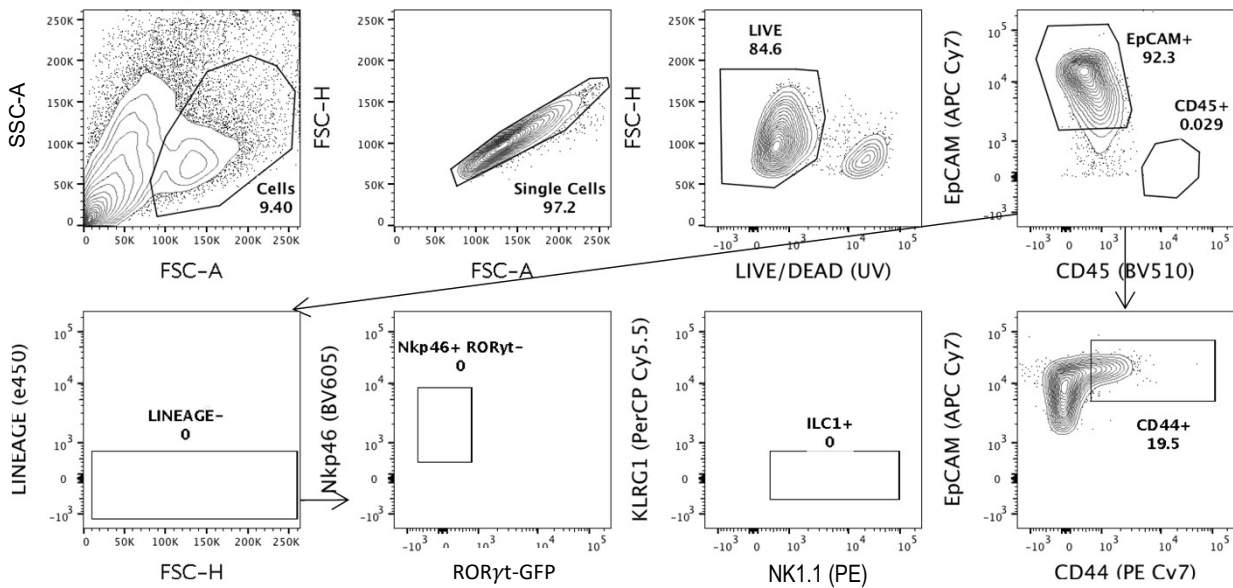 SSC-A
250K
200K
150K
100K
50K
0
Cells
9.40
0 50K 100K 150K 200K 250K
FSC-A
FSC-H
250K
200K
150K
100K
50K
0
Single Cells
97.2
0 50K 100K 150K 200K 250K
FSC-A
FSC-H
250K
200K
150K
100K
50K
0
LIVE
84.6
-10³ 0 10³ 10⁴ 10⁵
LIVE/DEAD (UV)
EpCAM (APC Cy7)
10⁵
10⁴
10³
0
-10³
EpCAM+
92.3
CD45+
0.029
-10³ 0 10³ 10⁴ 10⁵
CD45 (BV510)
LINEAGE (e450)
10⁵
10⁴
10³
0
-10³
LINEAGE-
0
0 50K 100K 150K 200K 250K
FSC-H
Nkp46 (BV605)
10⁵
10⁴
10³
0
-10³
Nkp46+ RORγt-
0
-10³ 0 10³ 10⁴ 10⁵
RORγt-GFP
KLRG1 (PerCP Cy5.5)
10⁵
10⁴
10³
0
-10³
ILC1+
0
-10³ 0 10³ 10⁴ 10⁵
NK1.1 (PE)
EpCAM (APC Cy7)
10⁵
10⁴
10³
0
-10³
CD44+
19.5
-10³ 0 10³ 10⁴ 10⁵
CD44 (PE Cy7)